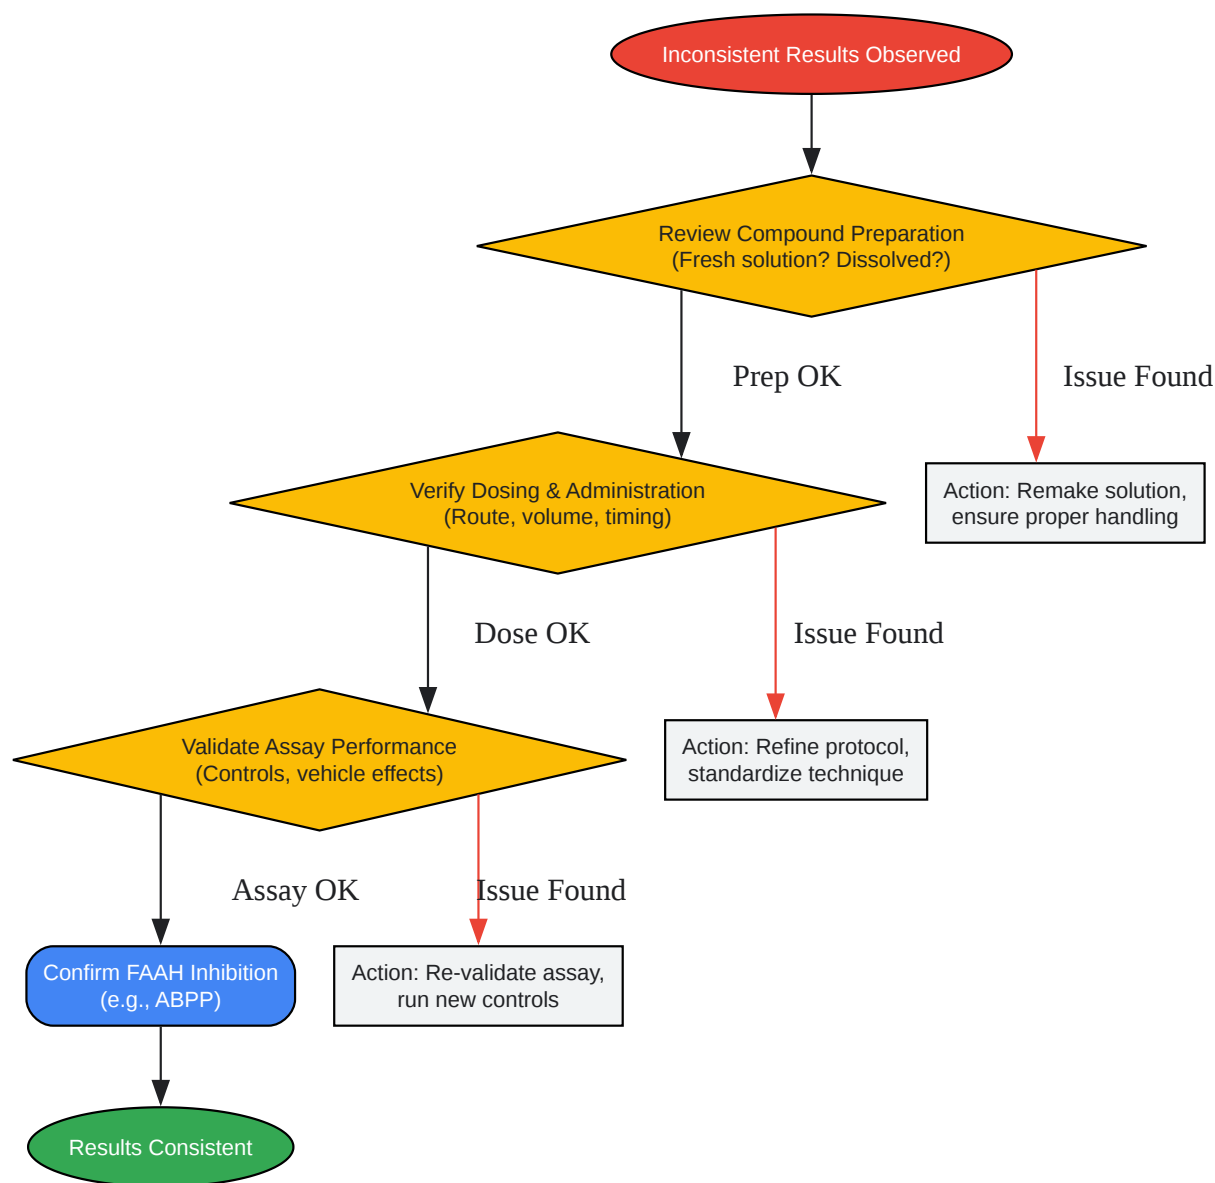 Inconsistent Results Observed
Review Compound Preparation
(Fresh solution? Dissolved?)
Prep OK
Issue Found
Verify Dosing & Administration
(Route, volume, timing)
Action: Remake solution,
ensure proper handling
Dose OK
Issue Found
Validate Assay Performance
(Controls, vehicle effects)
Action: Refine protocol,
standardize technique
Assay OK
Issue Found
Confirm FAAH Inhibition
(e.g., ABPP)
Action: Re-validate assay,
run new controls
Results Consistent